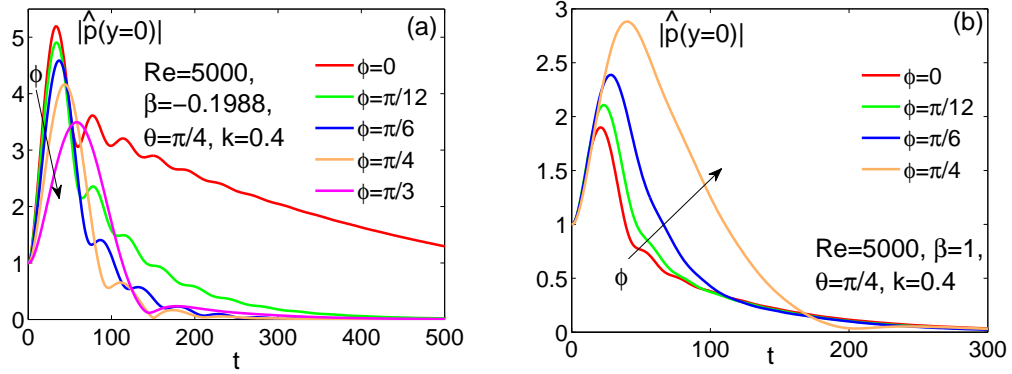 (a)
|p̂(y=0)|
ϕ
Re=5000,
β=−0.1988,
θ=π/4, k=0.4
ϕ=0
ϕ=π/12
ϕ=π/6
ϕ=π/4
ϕ=π/3
5
4
3
2
1
0
0 100 200 300 400 500
t
(b)
|p̂(y=0)|
ϕ=0
ϕ=π/12
ϕ=π/6
ϕ=π/4
ϕ
Re=5000, β=1,
θ=π/4, k=0.4
3
2.5
2
1.5
1
0.5
0
0 100 200 300
t